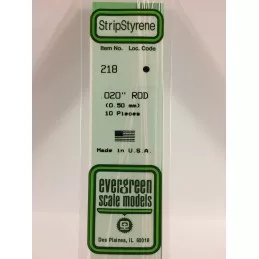 StripStyrene
Item No. Loc. Code
218
.020" ROD
(0.50 mm)
10 Pieces
Made in U.S.A.
evergreen
scale models
Des Plaines, IL 60018